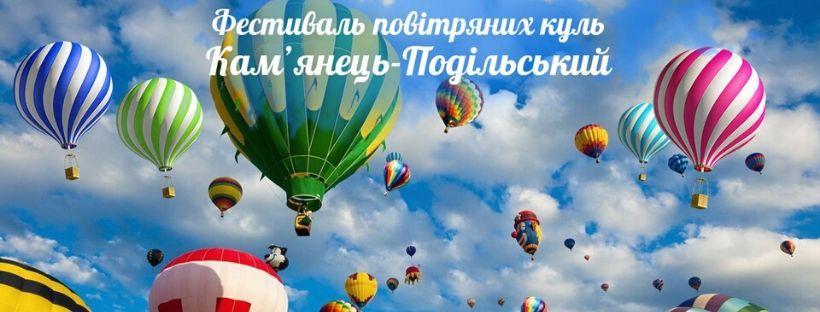 Фестиваль повітряних куль
Кам’янець-Подільський